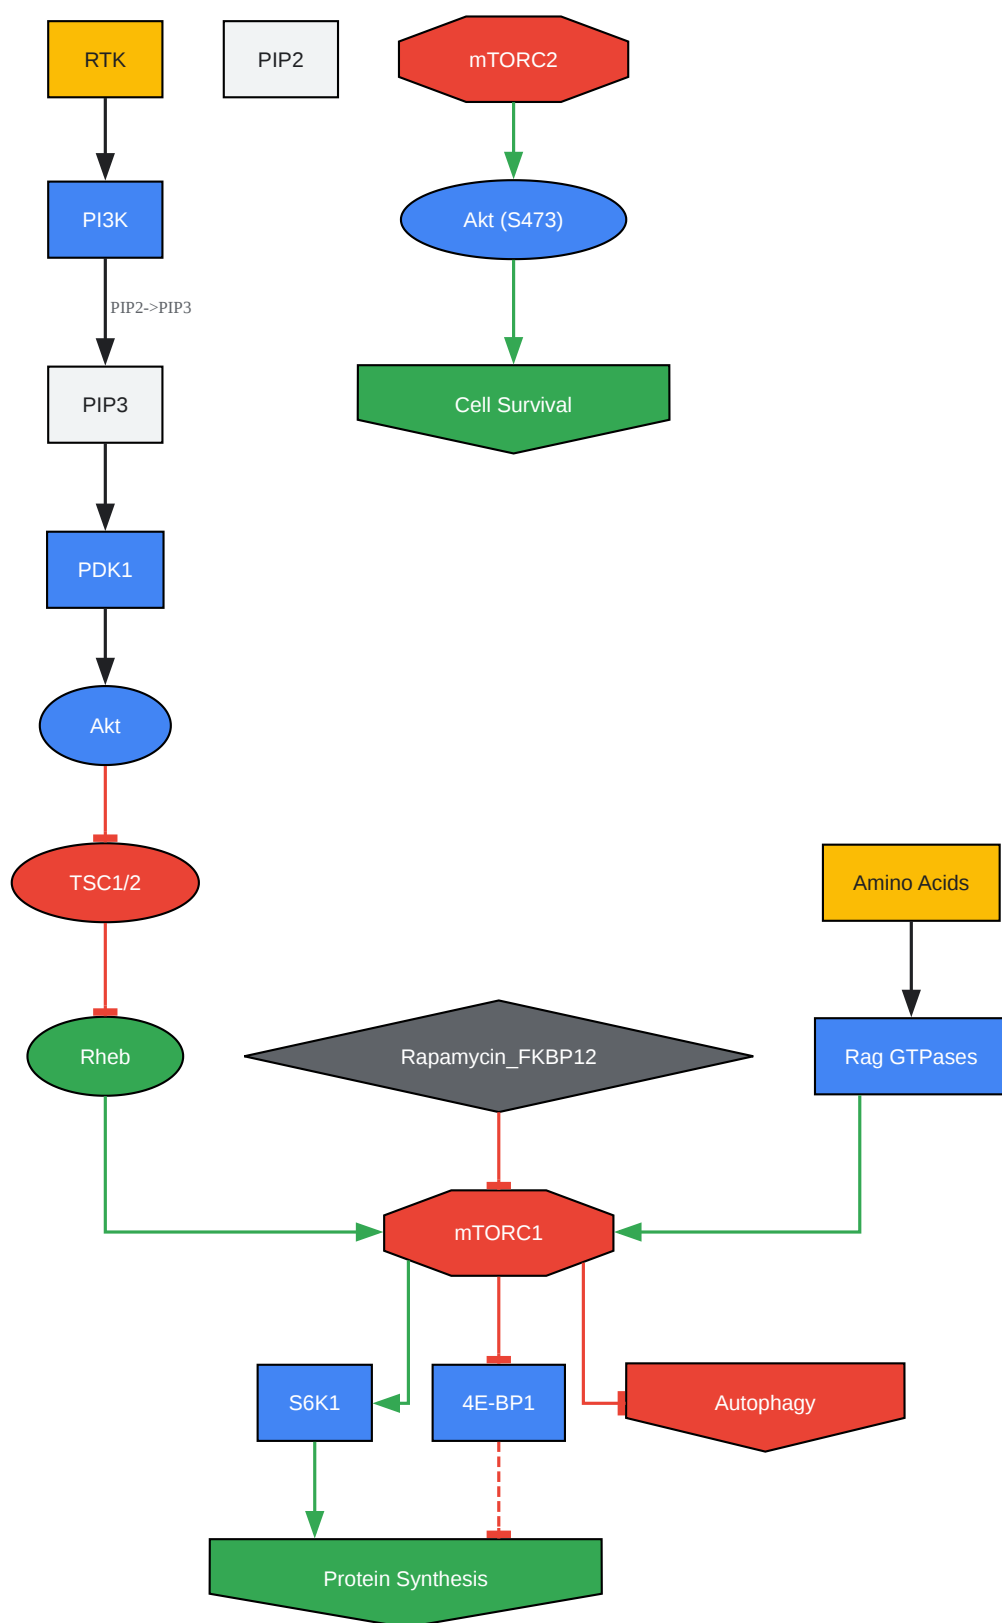 RTK
PIP2
mTORC2
PI3K
Akt (S473)
PIP2->PIP3
PIP3
Cell Survival
PDK1
Akt
TSC1/2
Amino Acids
Rheb
Rapamycin_FKBP12
Rag GTPases
mTORC1
S6K1
4E-BP1
Autophagy
Protein Synthesis